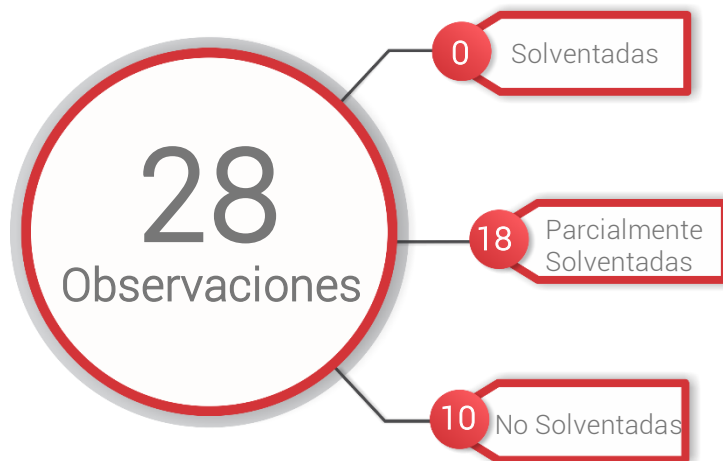 28
Observaciones
0
Solventadas
18
Parcialmente
Solventadas
10
No Solventadas